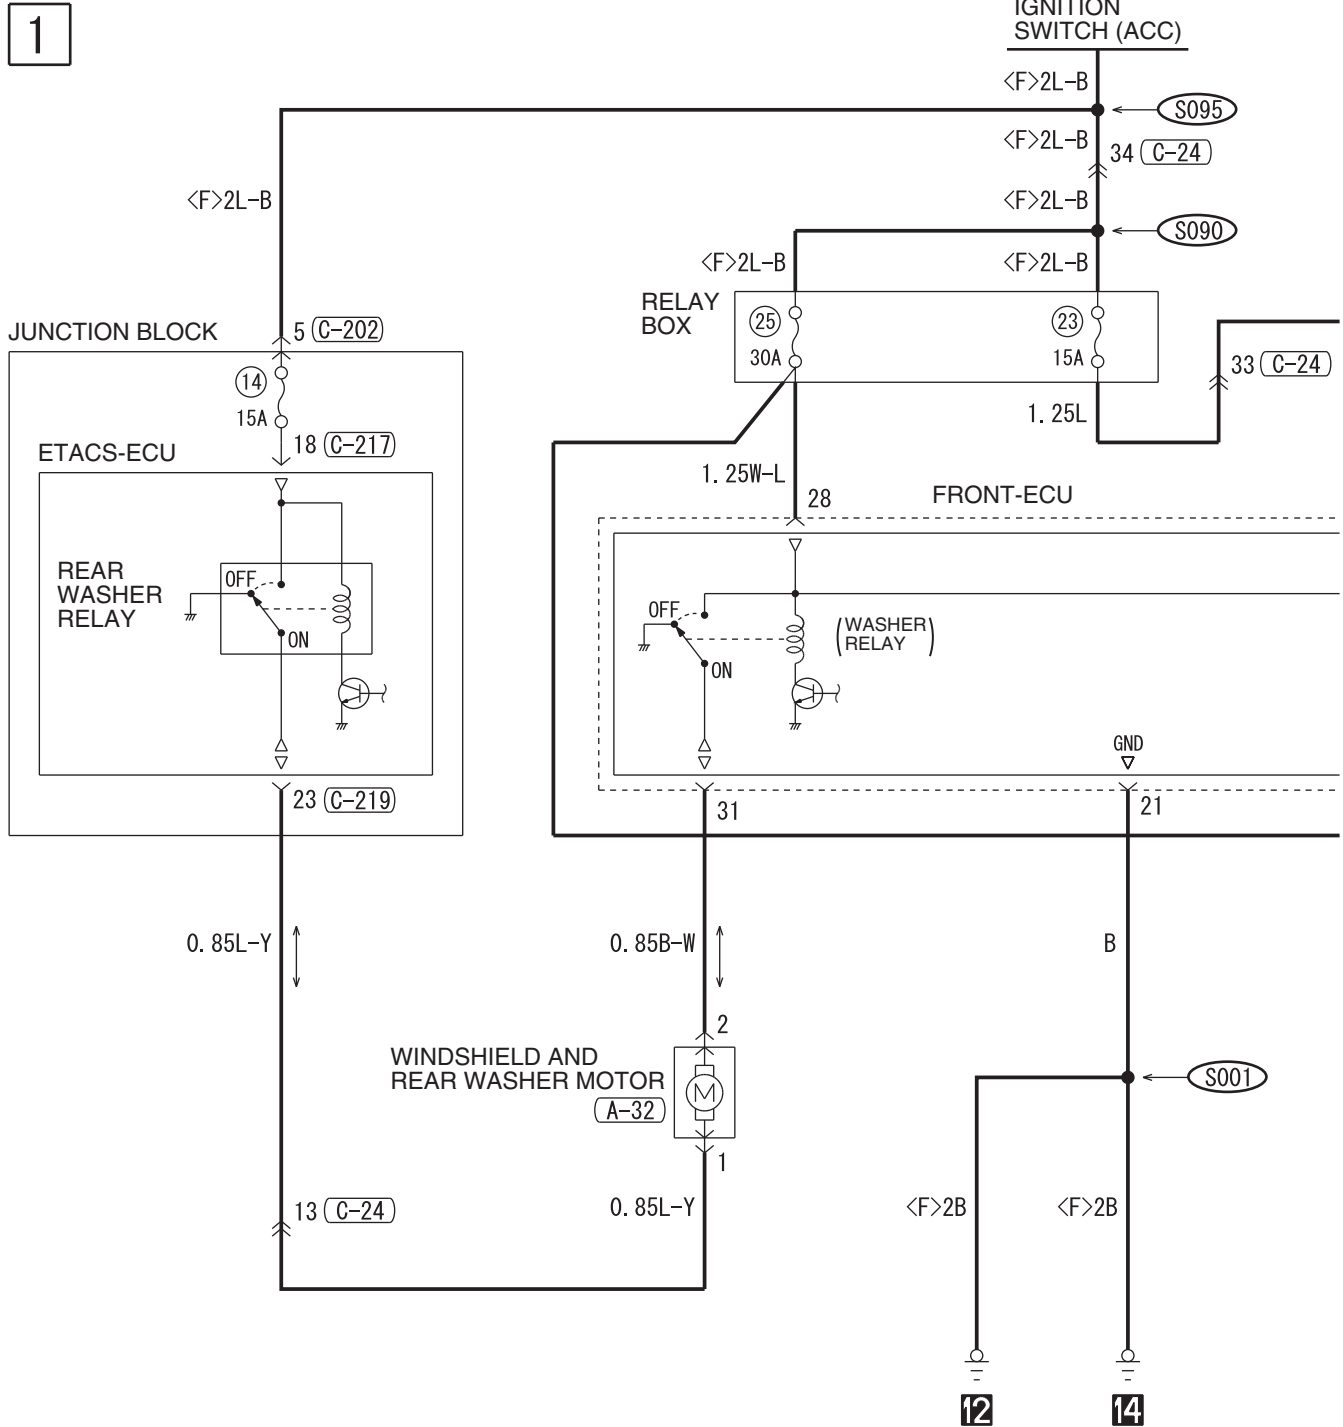 1
IGNITION
SWITCH (ACC)
<F>2L-B
S095
<F>2L-B
34 C-24
<F>2L-B
<F>2L-B
S090
<F>2L-B
<F>2L-B
RELAY
BOX
25
30A
23
15A
33 C-24
JUNCTION BLOCK
5 C-202
14
15A
18 C-217
ETACS-ECU
1.25L
1.25W-L
28
FRONT-ECU
REAR
WASHER
RELAY
OFF
ON
OFF
ON
(WASHER
RELAY)
GND
23 C-219
31
21
0.85L-Y
0.85B-W
B
2
WINDSHIELD AND
REAR WASHER MOTOR
A-32
M
S001
1
13 C-24
0.85L-Y
<F>2B
<F>2B
12
14